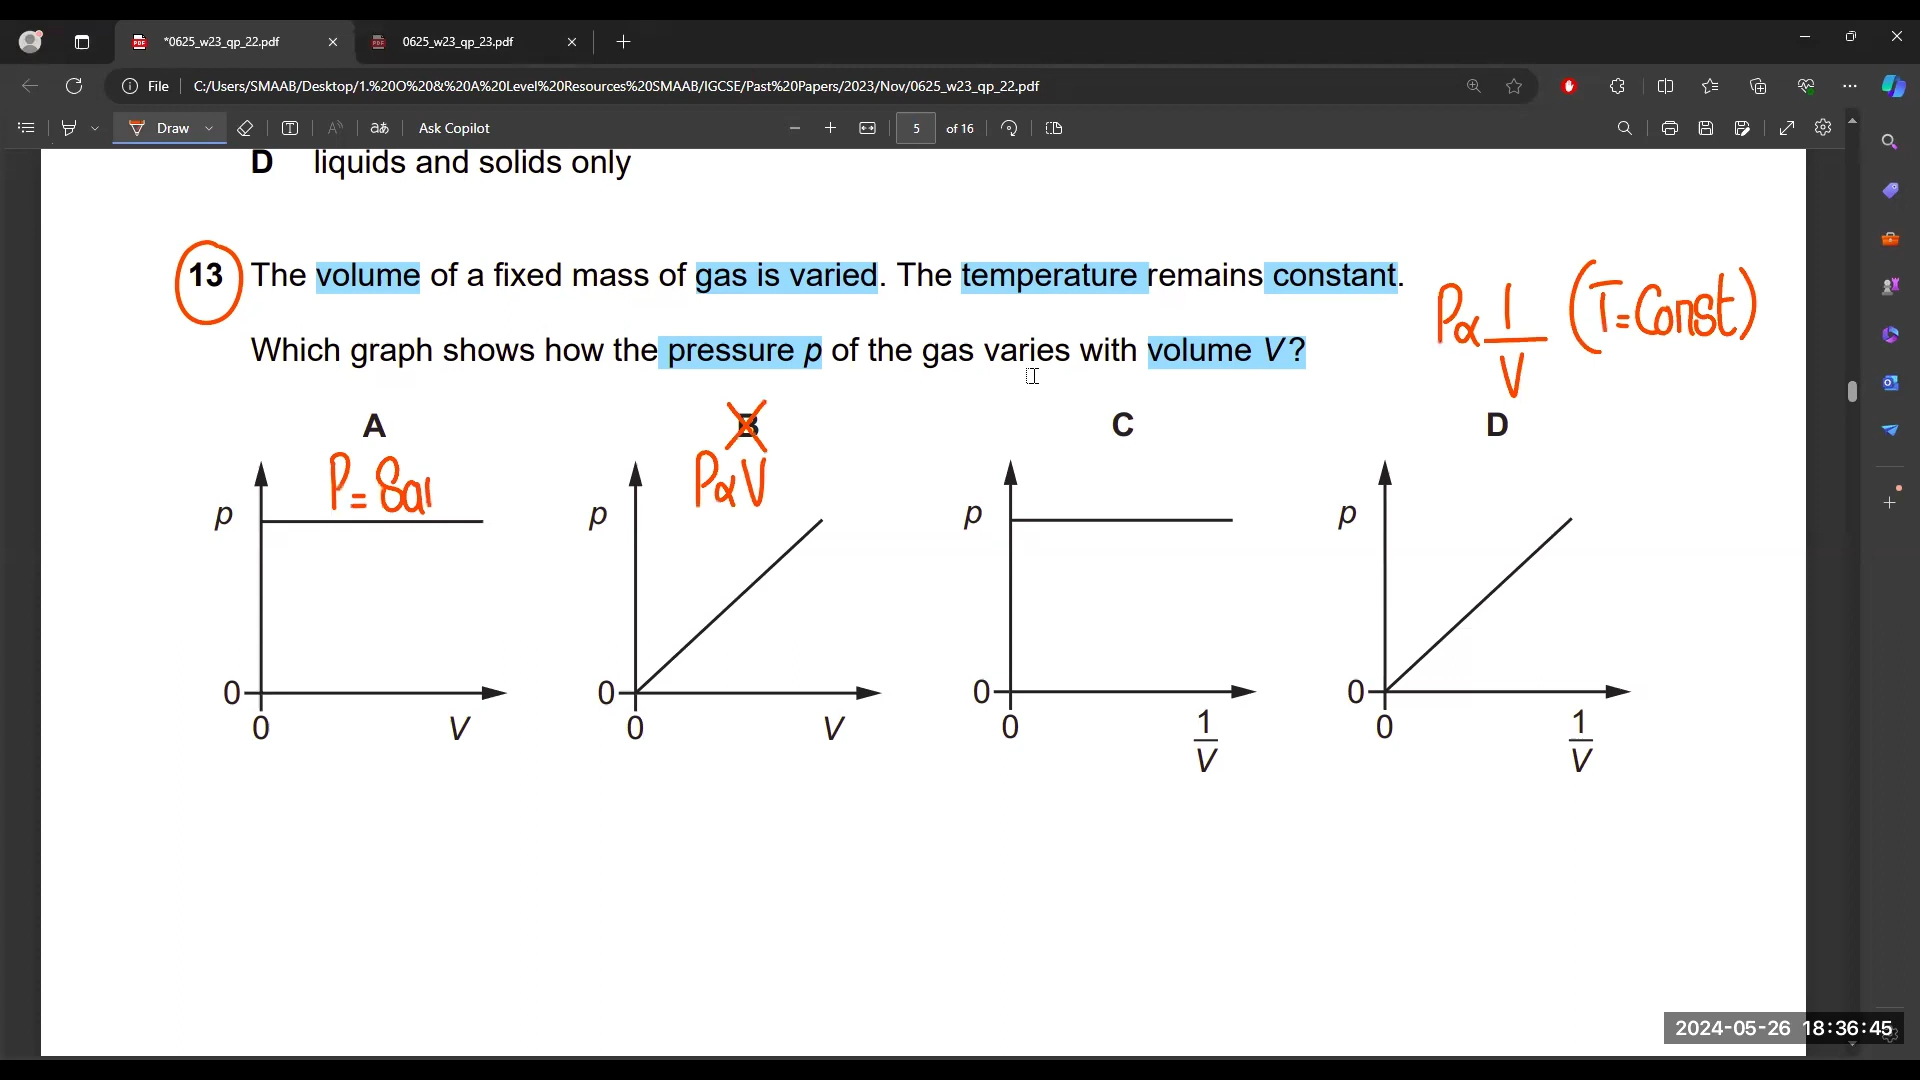 *0625_w23_qp_22.pdf
0625_w23_qp_23.pdf
File
C:/Users/SMAAB/Desktop/1.%20O%20&%20A%20Level%20Resources%20SMAAB/IGCSE/Past%20Papers/2023/Nov/0625_w23_qp_22.pdf
Draw
aあ
Ask Copilot
5 of 16
D liquids and solids only
13 The volume of a fixed mass of gas is varied. The temperature remains constant.
P∝ 1/V (T=Const)
Which graph shows how the pressure p of the gas varies with volume V?
A B C D
P= Sa
P∝V
p p p p
0 0 0 0
0 V 0 V 0 1/V 0 1/V
2024-05-26 18:36:45